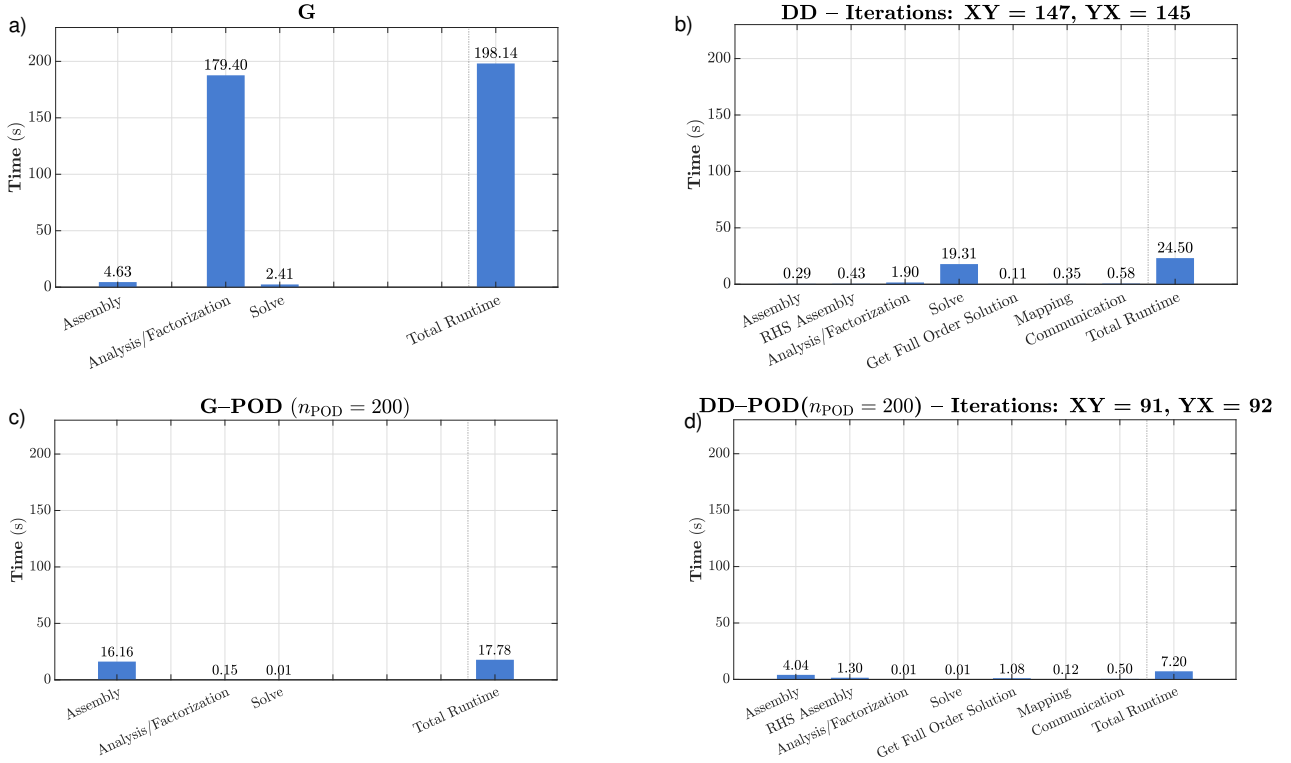 a)
G
Time (s)
200
150
100
50
0
4.63
179.40
2.41
198.14
Assembly
Analysis/Factorization
Solve
Total Runtime
b)
DD – Iterations: XY = 147, YX = 145
Time (s)
200
150
100
50
0
0.29
0.43
1.90
19.31
0.11
0.35
0.58
24.50
Assembly
RHS Assembly
Analysis/Factorization
Solve
Get Full Order Solution
Mapping
Communication
Total Runtime
c)
G–POD (n_POD = 200)
Time (s)
200
150
100
50
0
16.16
0.15
0.01
17.78
Assembly
Analysis/Factorization
Solve
Total Runtime
d)
DD–POD(n_POD = 200) – Iterations: XY = 91, YX = 92
Time (s)
200
150
100
50
0
4.04
1.30
0.01
0.01
1.08
0.12
0.50
7.20
Assembly
RHS Assembly
Analysis/Factorization
Solve
Get Full Order Solution
Mapping
Communication
Total Runtime